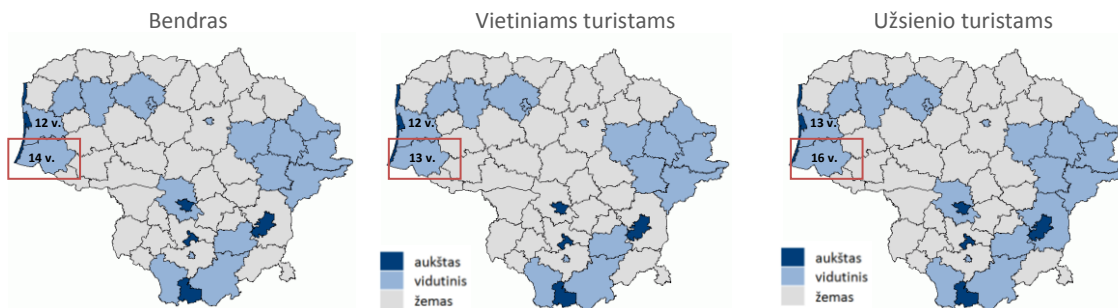 Bendras
12 v.
14 v.
Vietiniams turistams
12 v.
13 v.
aukštas
vidutinis
žemas
Užsienio turistams
13 v.
16 v.
aukštas
vidutinis
žemas